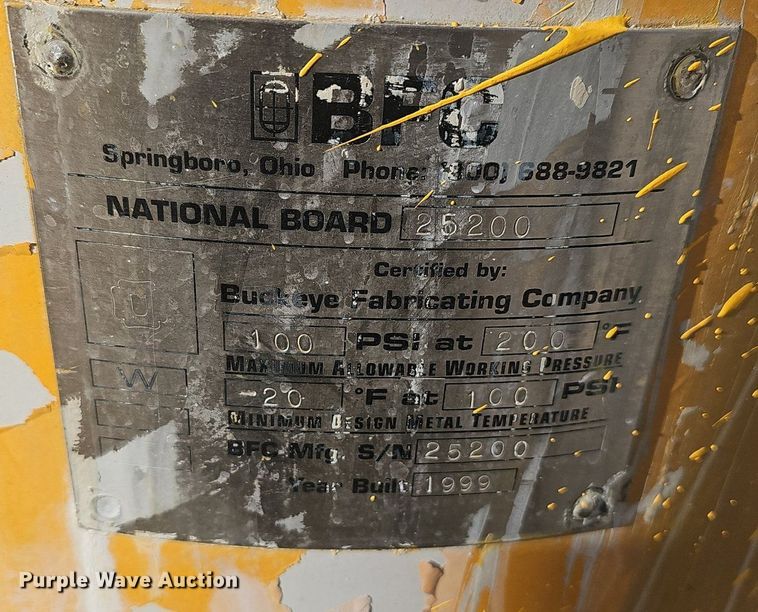 BFC
Springboro, Ohio Phone: (800) 688-9821
NATIONAL BOARD 25200
Certified by:
Buckeye Fabricating Company
100 PSI at 200 °F
MAXIMUM ALLOWABLE WORKING PRESSURE
W
-20 °F at 100 PSI
MINIMUM DESIGN METAL TEMPERATURE
BFC Mfg. S/N 25200
Year Built 1999
Purple Wave Auction